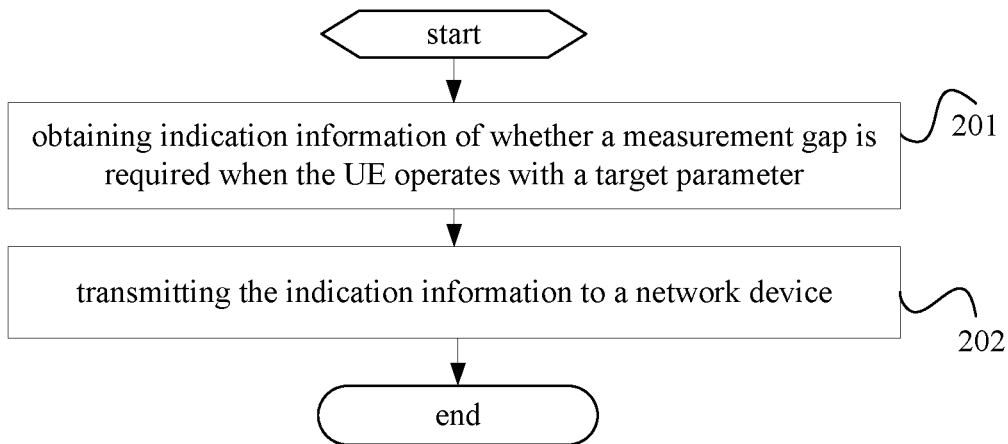 start
obtaining indication information of whether a measurement gap is
required when the UE operates with a target parameter
201
transmitting the indication information to a network device
202
end